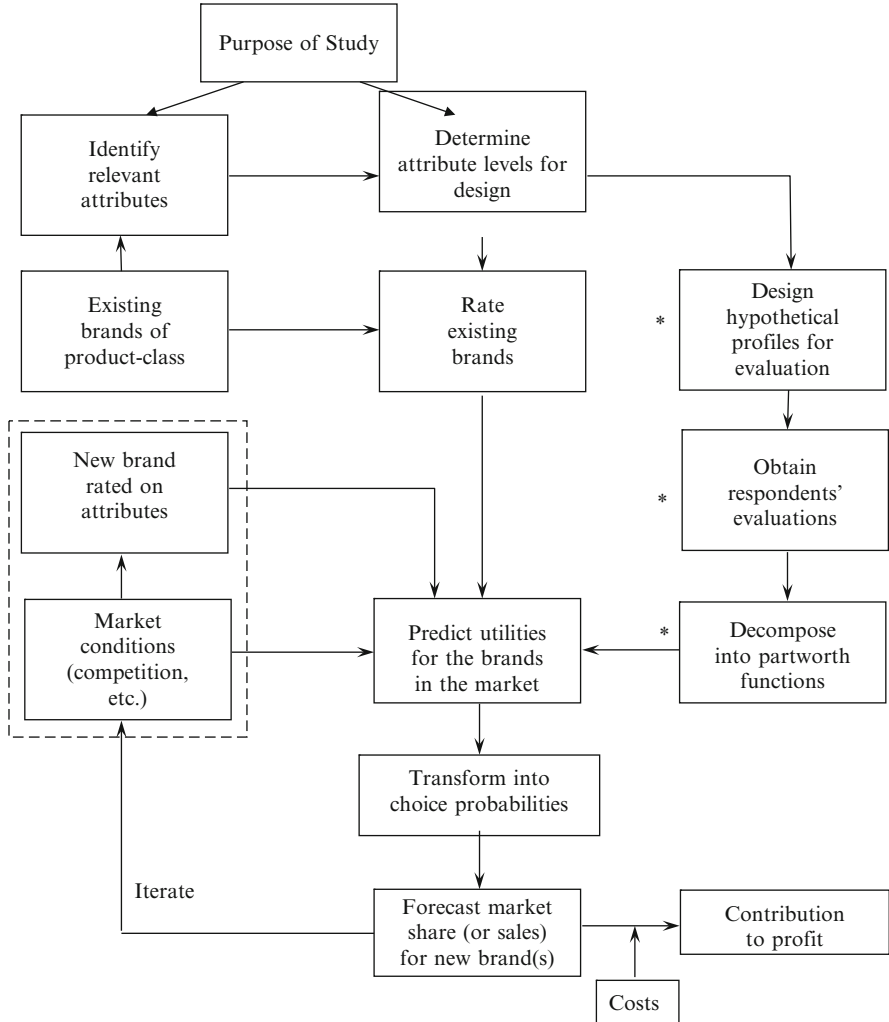 Purpose of Study
Identify
relevant
attributes
Determine
attribute levels for
design
Existing
brands of
product-class
Rate
existing
brands
*
Design
hypothetical
profiles for
evaluation
New brand
rated on
attributes
*
Obtain
respondents’
evaluations
Market
conditions
(competition,
etc.)
Predict utilities
for the brands
in the market
*
Decompose
into partworth
functions
Transform into
choice probabilities
Iterate
Forecast market
share (or sales)
for new brand(s)
Contribution
to profit
Costs